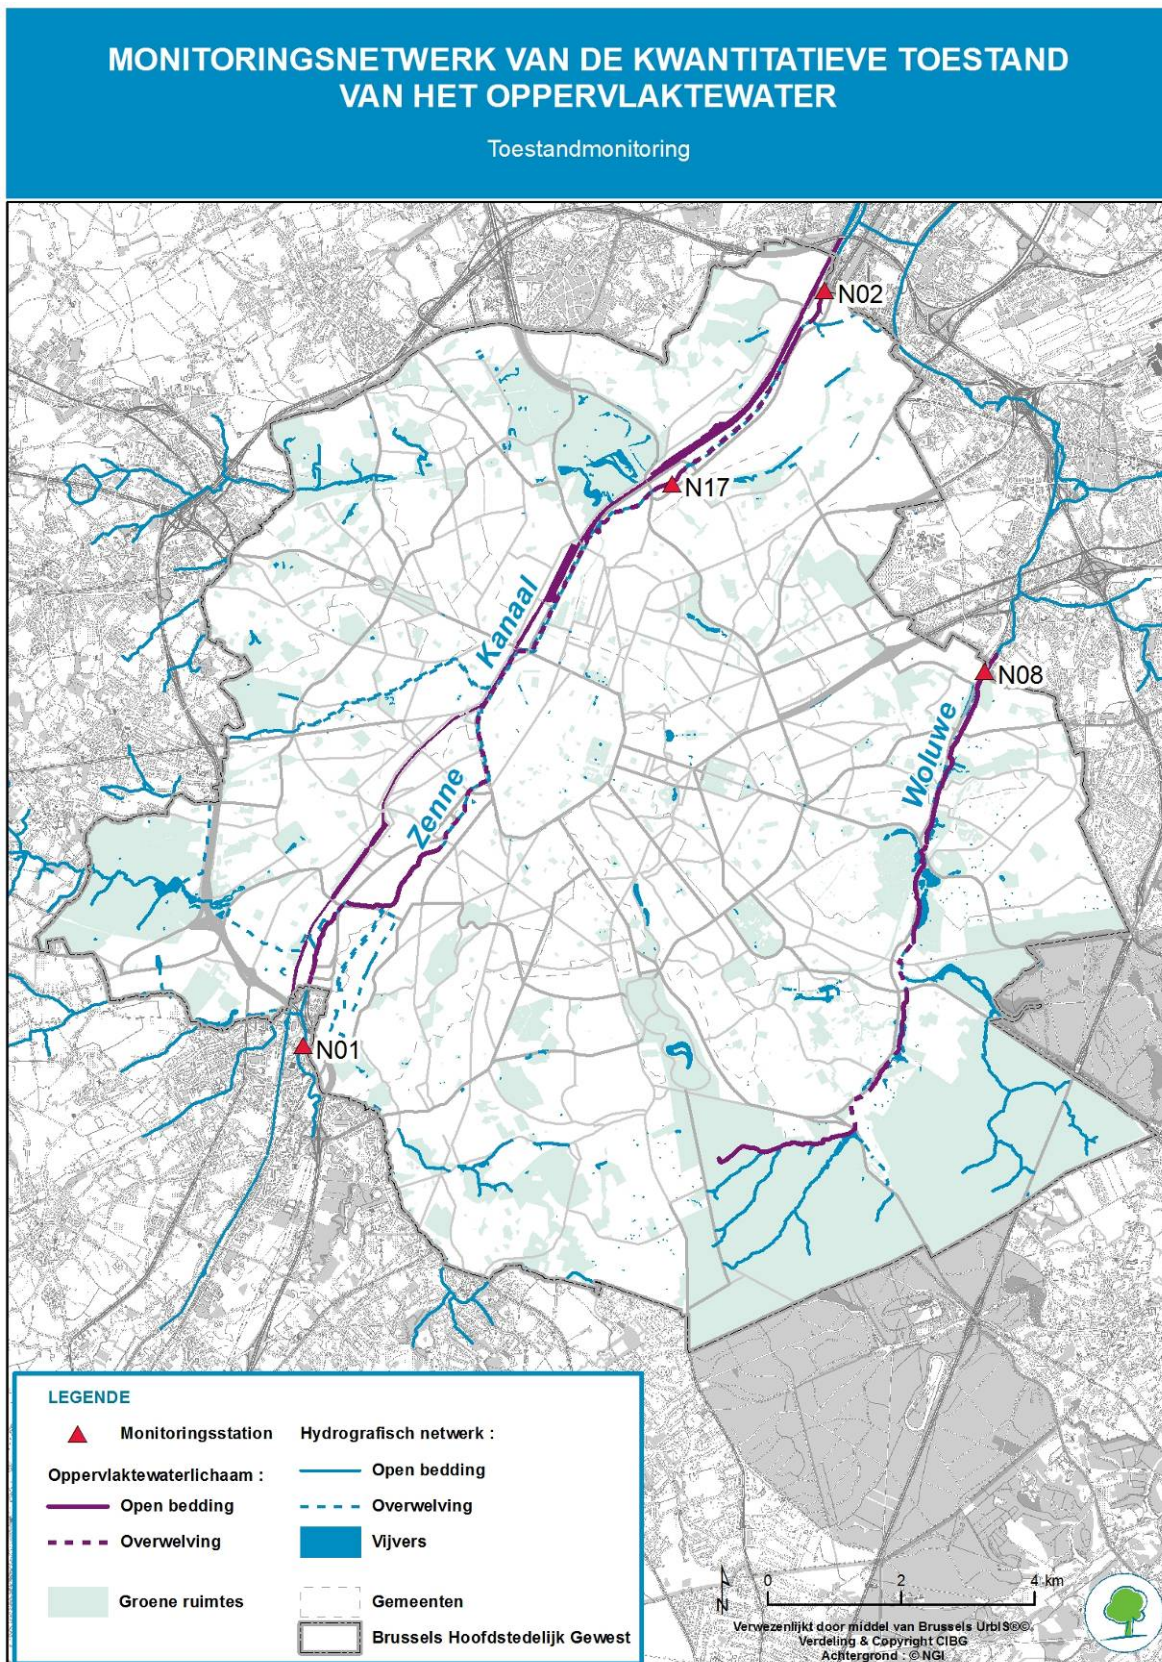 MONITORINGSNETWERK VAN DE KWANTITATIEVE TOESTAND
VAN HET OPPERVLAKTEWATER
Toestandmonitoring
N02
N17
Kanaal
N08
Woluwe
Zenne
N01
LEGENDE
Monitoringsstation
Hydrografisch netwerk :
Oppervlaktewaterlichaam :
Open bedding
Open bedding
Overwelving
Overwelving
Vijvers
Groene ruimtes
Gemeenten
Brussels Hoofdstedelijk Gewest
N
0 2 4 km
Verwezenlijkt door middel van Brussels UrbIS®©
Verdeling & Copyright CIBG
Achtergrond : © NGI